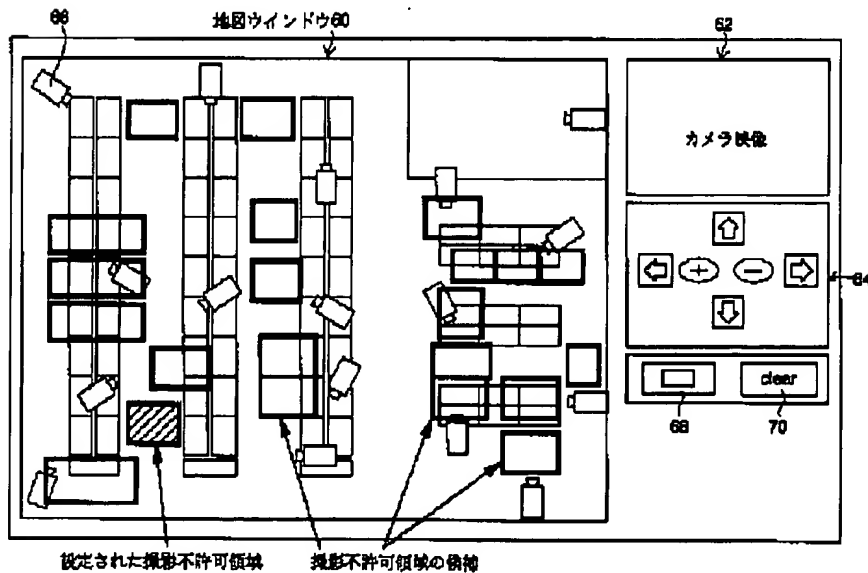 66
地図ウインドウ60
62
カメラ映像
+
−
64
68
clear
70
設定された撮影不許可領域
撮影不許可領域の候補